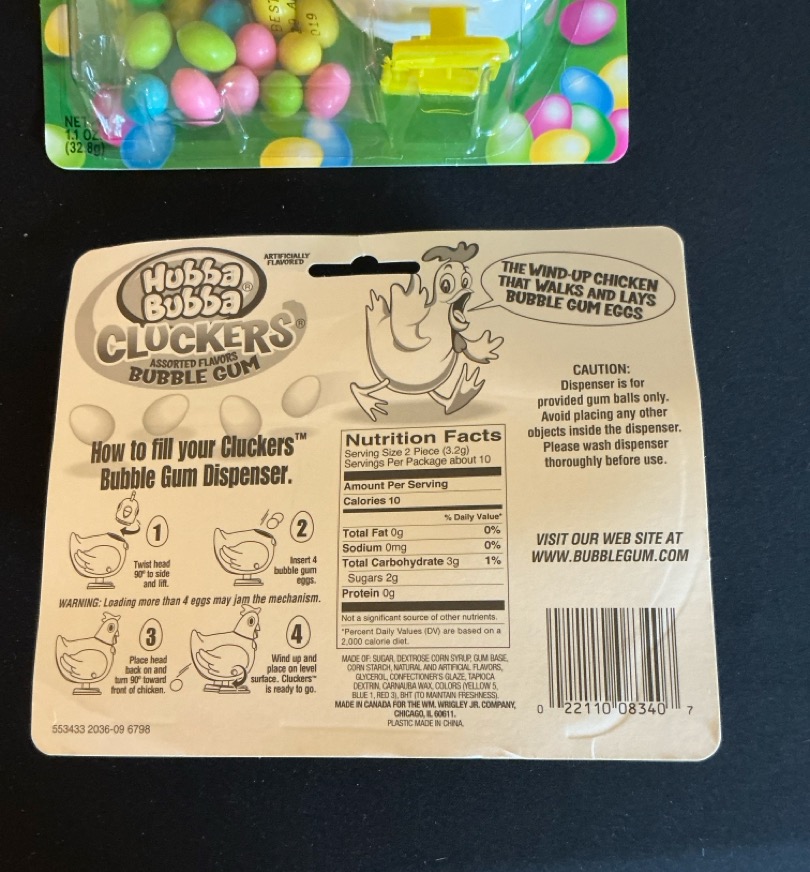 BEST
019
NET
1.1 OZ.
(32.8g)
Hubba
Bubba®
CLUCKERS®
ASSORTED FLAVORS
BUBBLE GUM
ARTIFICIALLY
FLAVORED
THE WIND-UP CHICKEN
THAT WALKS AND LAYS
BUBBLE GUM EGGS
CAUTION:
Dispenser is for
provided gum balls only.
Avoid placing any other
objects inside the dispenser.
Please wash dispenser
thoroughly before use.
How to fill your Cluckers™
Bubble Gum Dispenser.
1
Twist head
90° to side
and lift.
2
Insert 4
bubble gum
eggs.
WARNING: Loading more than 4 eggs may jam the mechanism.
3
Place head
back on and
turn 90° toward
front of chicken.
4
Wind up and
place on level
surface. Cluckers™
is ready to go.
553433 2036-09 6798
Nutrition Facts
Serving Size 2 Piece (3.2g)
Servings Per Package about 10
Amount Per Serving
Calories 10
% Daily Value*
Total Fat 0g 0%
Sodium 0mg 0%
Total Carbohydrate 3g 1%
Sugars 2g
Protein 0g
Not a significant source of other nutrients.
*Percent Daily Values (DV) are based on a
2,000 calorie diet.
MADE OF: SUGAR, DEXTROSE CORN SYRUP, GUM BASE,
CORN STARCH, NATURAL AND ARTIFICIAL FLAVORS,
GLYCEROL, CONFECTIONER'S GLAZE, TAPIOCA
DEXTRIN, CARNAUBA WAX, COLORS (YELLOW 5,
BLUE 1, RED 3), BHT (TO MAINTAIN FRESHNESS).
MADE IN CANADA FOR THE WM. WRIGLEY JR. COMPANY,
CHICAGO, IL 60611.
PLASTIC MADE IN CHINA.
VISIT OUR WEB SITE AT
WWW.BUBBLEGUM.COM
0 22110 08340 7